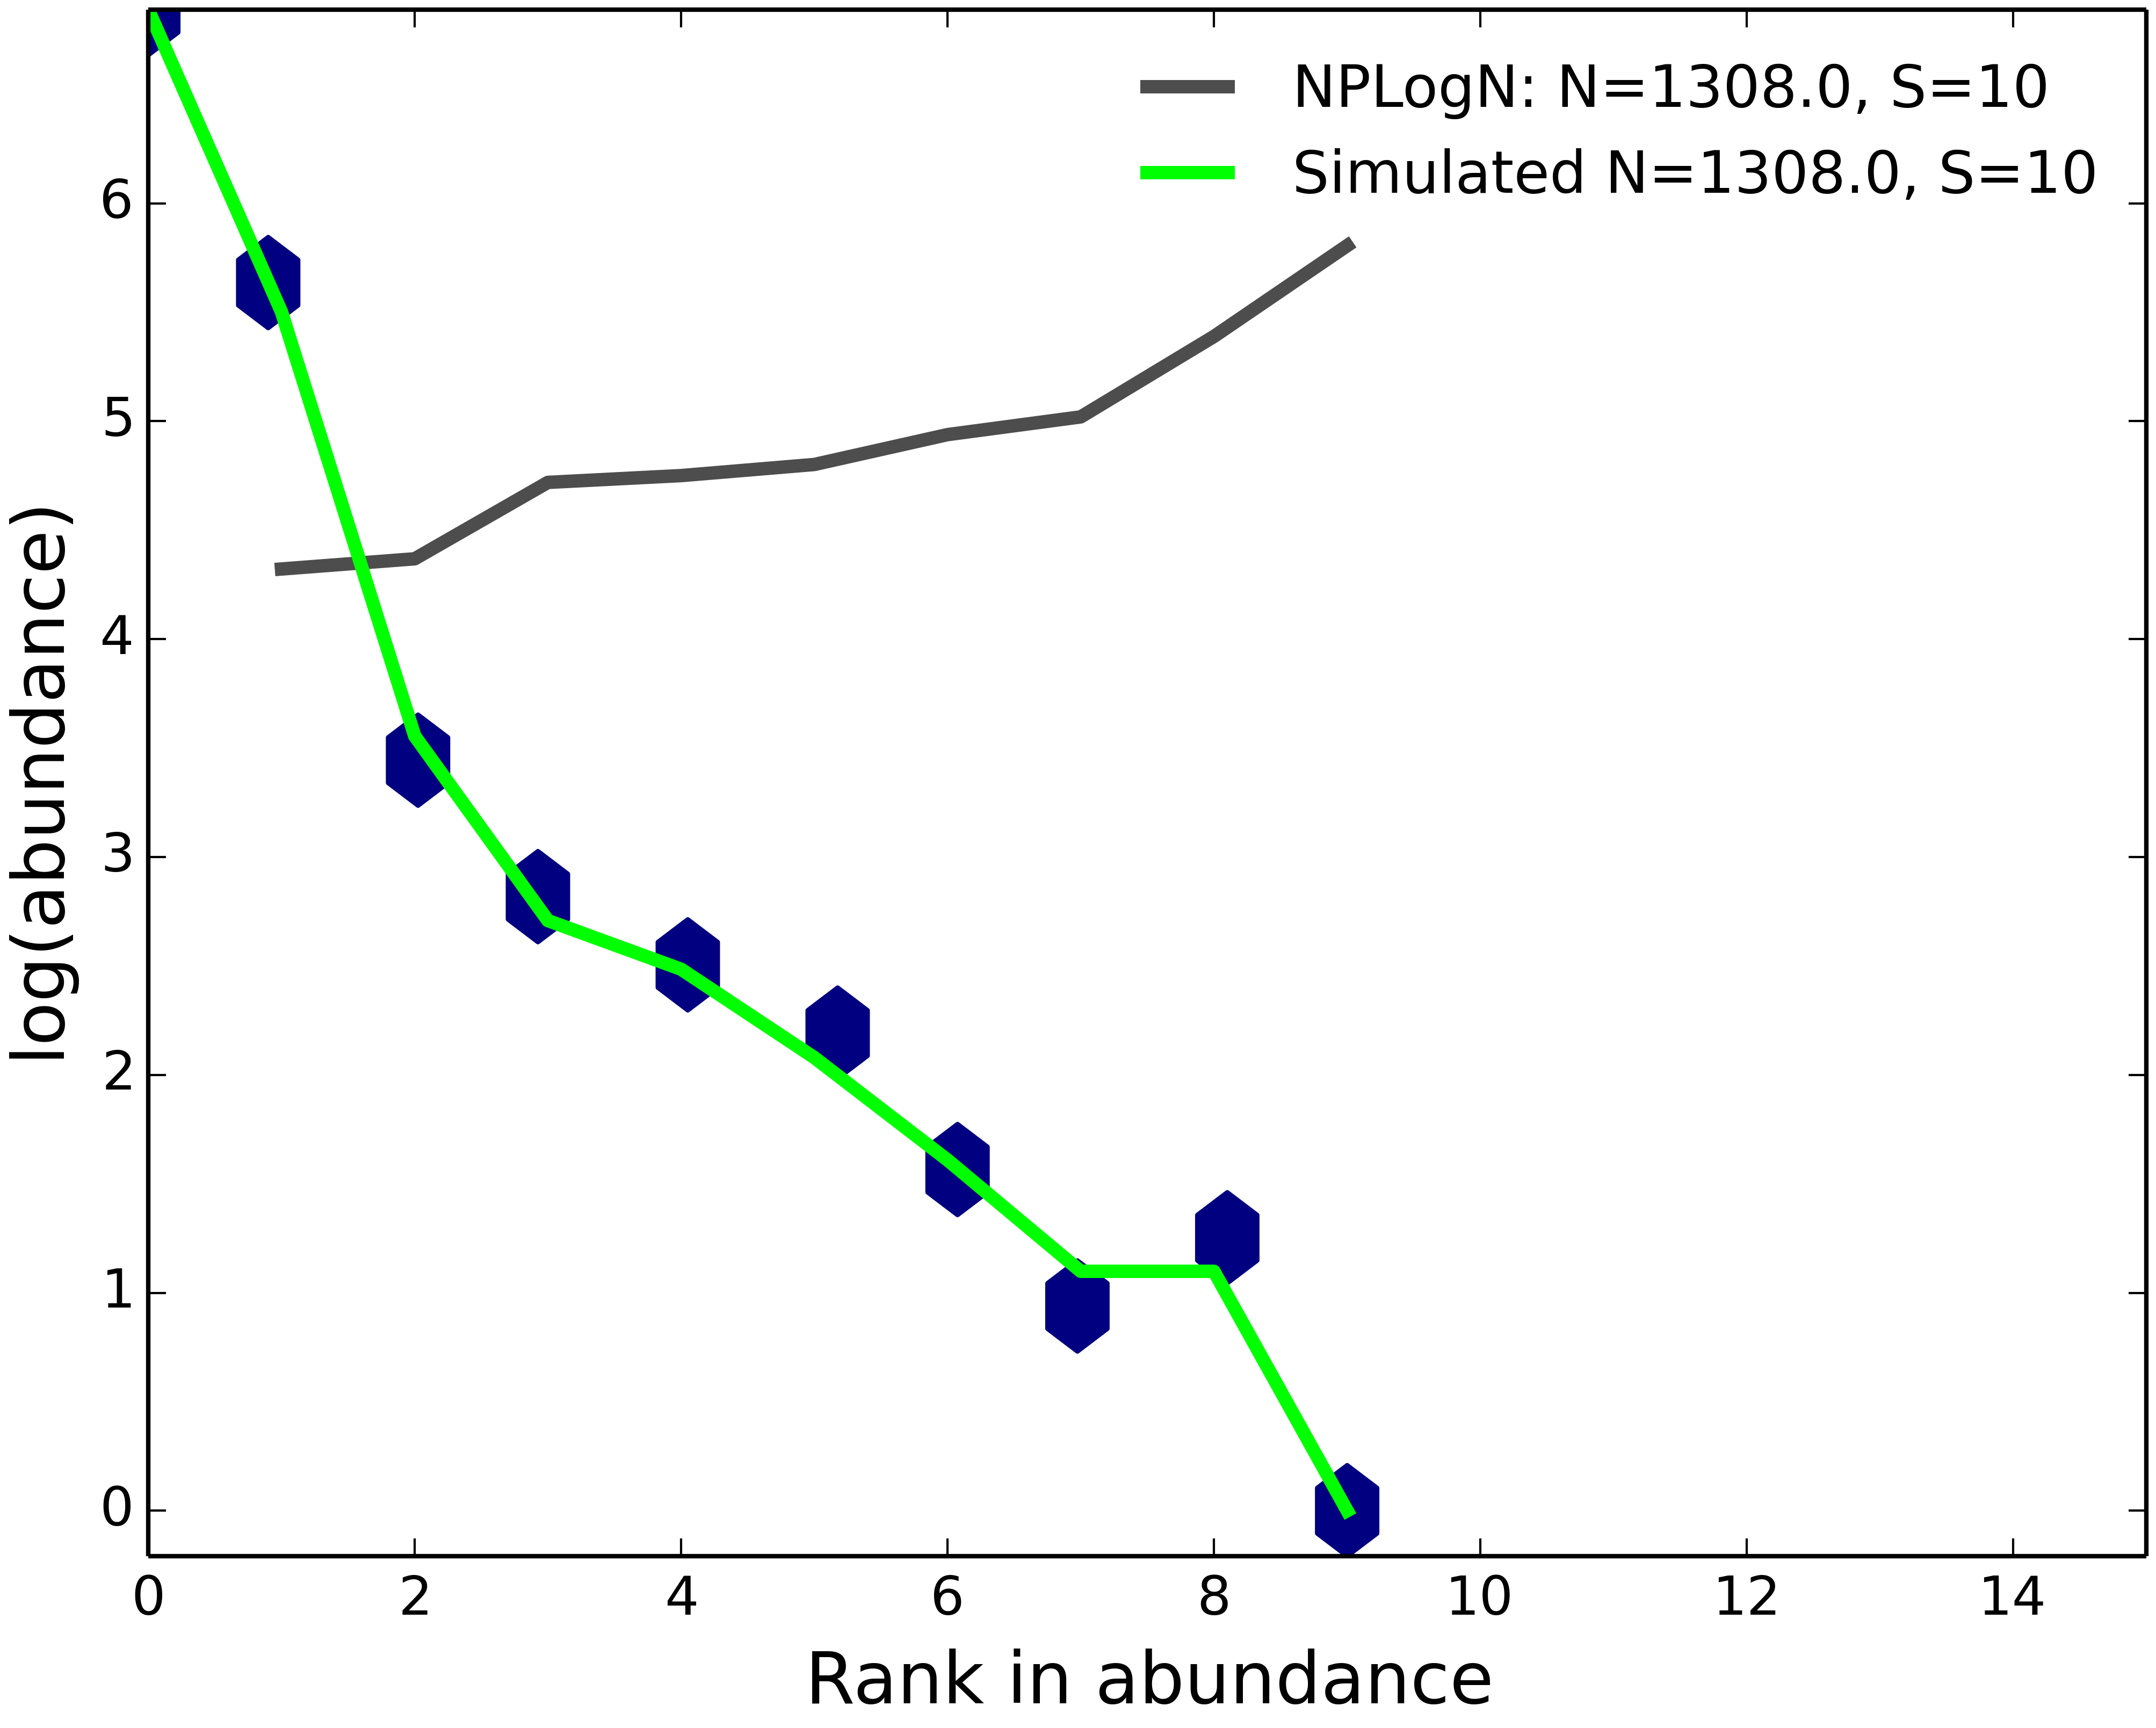 NPLogN: N=1308.0, S=10
Simulated N=1308.0, S=10
log(abundance)
6
5
4
3
2
1
0
0 2 4 6 8 10 12 14
Rank in abundance